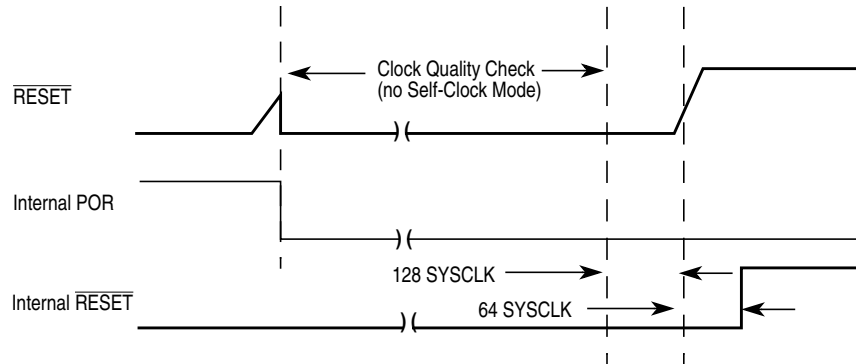 Clock Quality Check
(no Self-Clock Mode)
RESET
Internal POR
128 SYSCLK
Internal RESET
64 SYSCLK